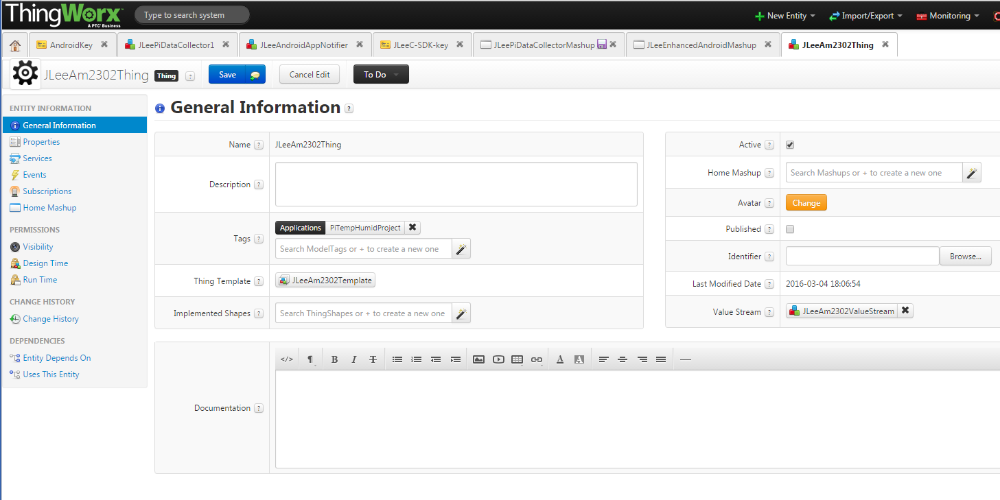 ThingWorx™
A PTC® Business
Type to search system
New Entity
Import/Export
Monitoring
AndroidKey
JLeePiDataCollector1
JLeeAndroidAppNotifier
JLeeC-SDK-key
JLeePiDataCollectorMashup
JLeeEnhancedAndroidMashup
JLeeAm2302Thing
JLeeAm2302Thing Thing ? Save Cancel Edit To Do
ENTITY INFORMATION
General Information
Properties
Services
Events
Subscriptions
Home Mashup
PERMISSIONS
Visibility
Design Time
Run Time
CHANGE HISTORY
Change History
DEPENDENCIES
Entity Depends On
Uses This Entity
General Information ?
Name ? JLeeAm2302Thing
Description ?
Tags ? Applications PiTempHumidProject
Search ModelTags or + to create a new one
Thing Template ? JLeeAm2302Template
Implemented Shapes ? Search ThingShapes or + to create a new one
Active ?
Home Mashup ? Search Mashups or + to create a new one
Avatar ? Change
Published ?
Identifier ? Browse...
Last Modified Date ? 2016-03-04 18:06:54
Value Stream ? JLeeAm2302ValueStream
</> ¶ B I T A A
Documentation ?